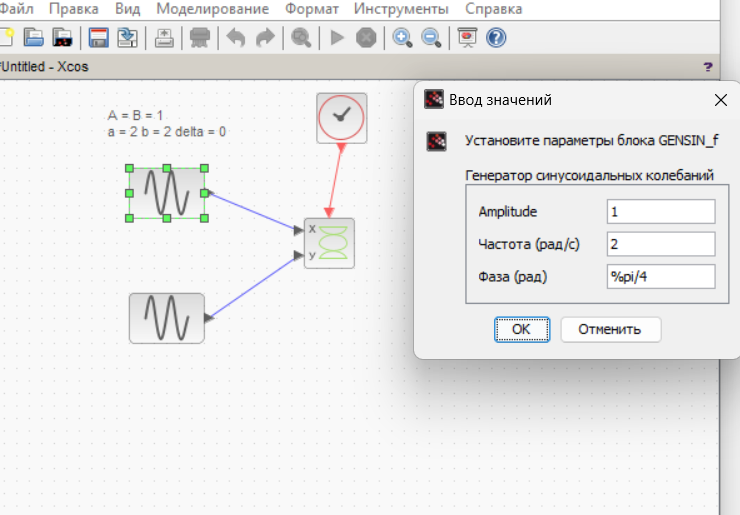 Файл Правка Вид Моделирование Формат Инструменты Справка
*Untitled - Xcos
?
A = B = 1
a = 2 b = 2 delta = 0
x
y
Ввод значений
Установите параметры блока GENSIN_f
Генератор синусоидальных колебаний
Amplitude 1
Частота (рад/с) 2
Фаза (рад) %pi/4
OK Отменить